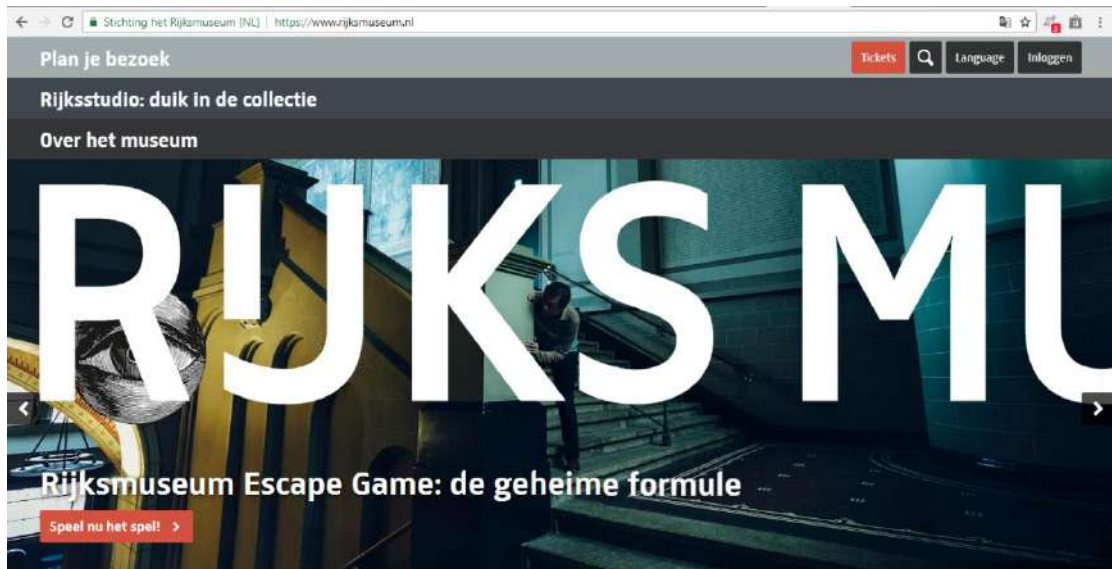 Stichting het Rijksmuseum [NL] | https://www.rijksmuseum.nl
Plan je bezoek
Tickets
Language
Inloggen
Rijksstudio: duik in de collectie
Over het museum
RIJKS MU
Rijksmuseum Escape Game: de geheime formule
Speel nu het spel!